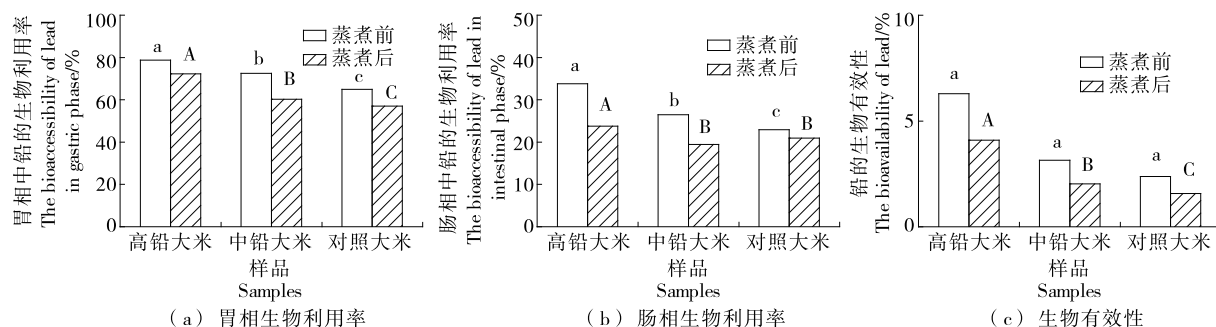 胃相中铅的生物利用率
The bioaccessibility of lead
in gastric phase/%
100
80
60
40
20
0
蒸煮前
蒸煮后
a
A
b
B
c
C
高铅大米
中铅大米
对照大米
样品
Samples
(a) 胃相生物利用率
肠相中铅的生物利用率
The bioaccessibility of lead in
intestinal phase/%
50
40
30
20
10
0
蒸煮前
蒸煮后
a
A
b
B
c
B
高铅大米
中铅大米
对照大米
样品
Samples
(b) 肠相生物利用率
铅的生物有效性
The bioavailability of lead/%
10
5
0
蒸煮前
蒸煮后
a
A
a
B
a
C
高铅大米
中铅大米
对照大米
样品
Samples
(c) 生物有效性